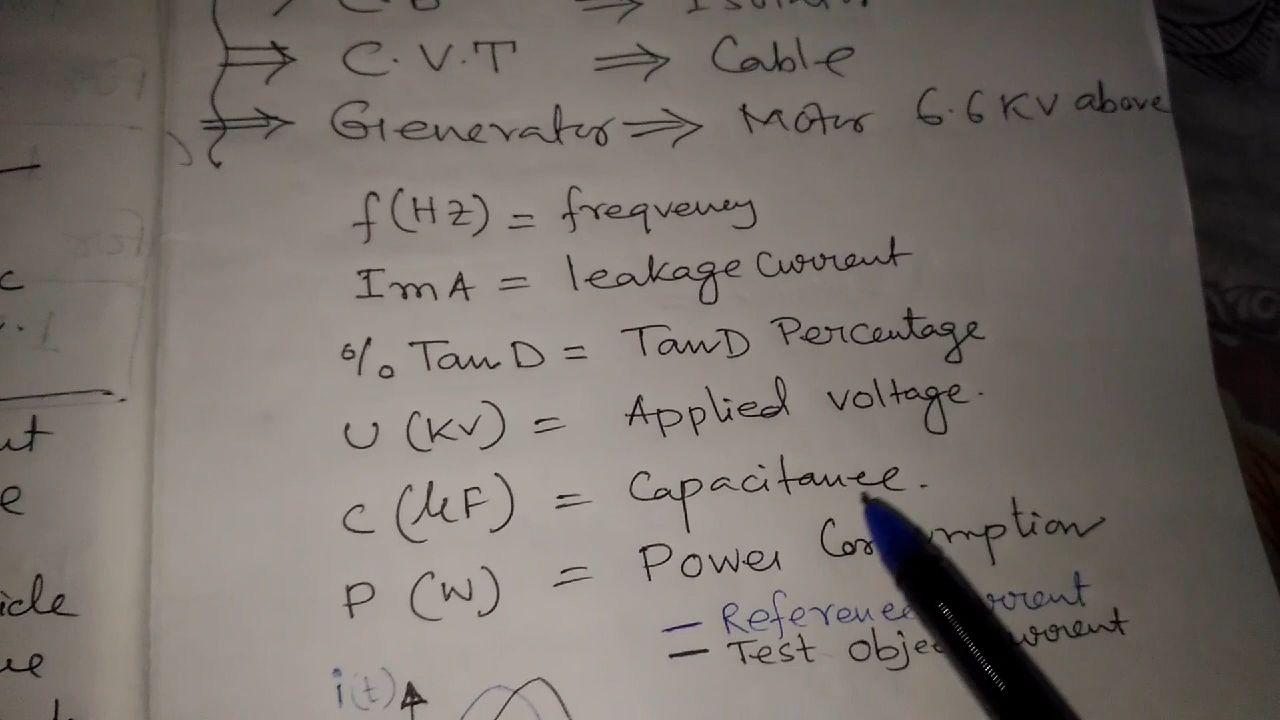 ⇒ C.V.T ⇒ Cable
⇒ Generator ⇒ Motor 6.6 KV above
f(HZ) = frequency
ImA = leakage Current
% TanD = TanD Percentage
U (KV) = Applied voltage.
C (μF) = Capacitance.
P (W) = Power
— Reference
— Test
i(t)